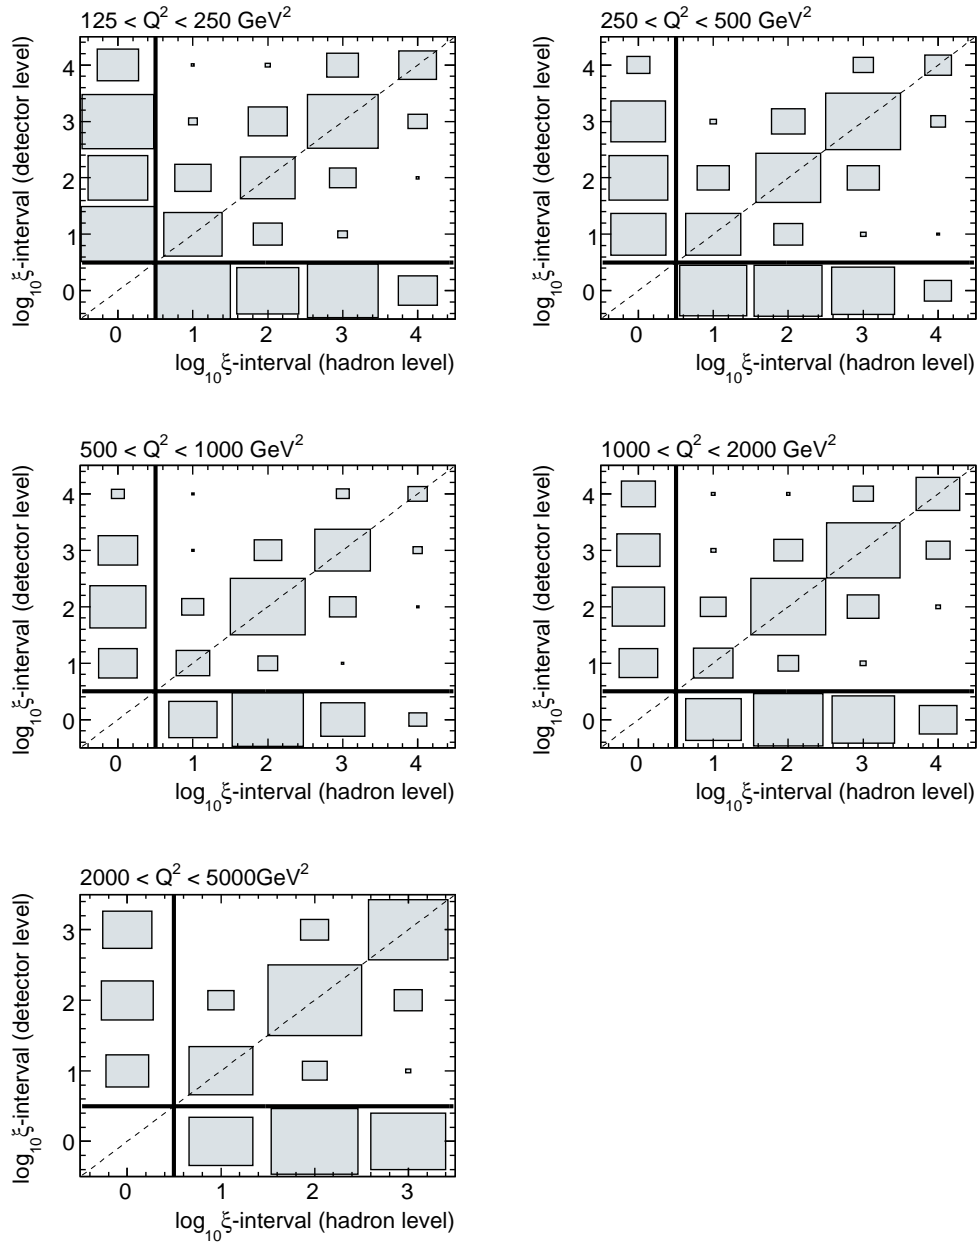 125 < Q² < 250 GeV²
250 < Q² < 500 GeV²
log₁₀ξ-interval (detector level)
4
3
2
1
0
0 1 2 3 4
log₁₀ξ-interval (hadron level)
log₁₀ξ-interval (detector level)
4
3
2
1
0
0 1 2 3 4
log₁₀ξ-interval (hadron level)
500 < Q² < 1000 GeV²
1000 < Q² < 2000 GeV²
log₁₀ξ-interval (detector level)
4
3
2
1
0
0 1 2 3 4
log₁₀ξ-interval (hadron level)
log₁₀ξ-interval (detector level)
4
3
2
1
0
0 1 2 3 4
log₁₀ξ-interval (hadron level)
2000 < Q² < 5000GeV²
log₁₀ξ-interval (detector level)
3
2
1
0
0 1 2 3
log₁₀ξ-interval (hadron level)